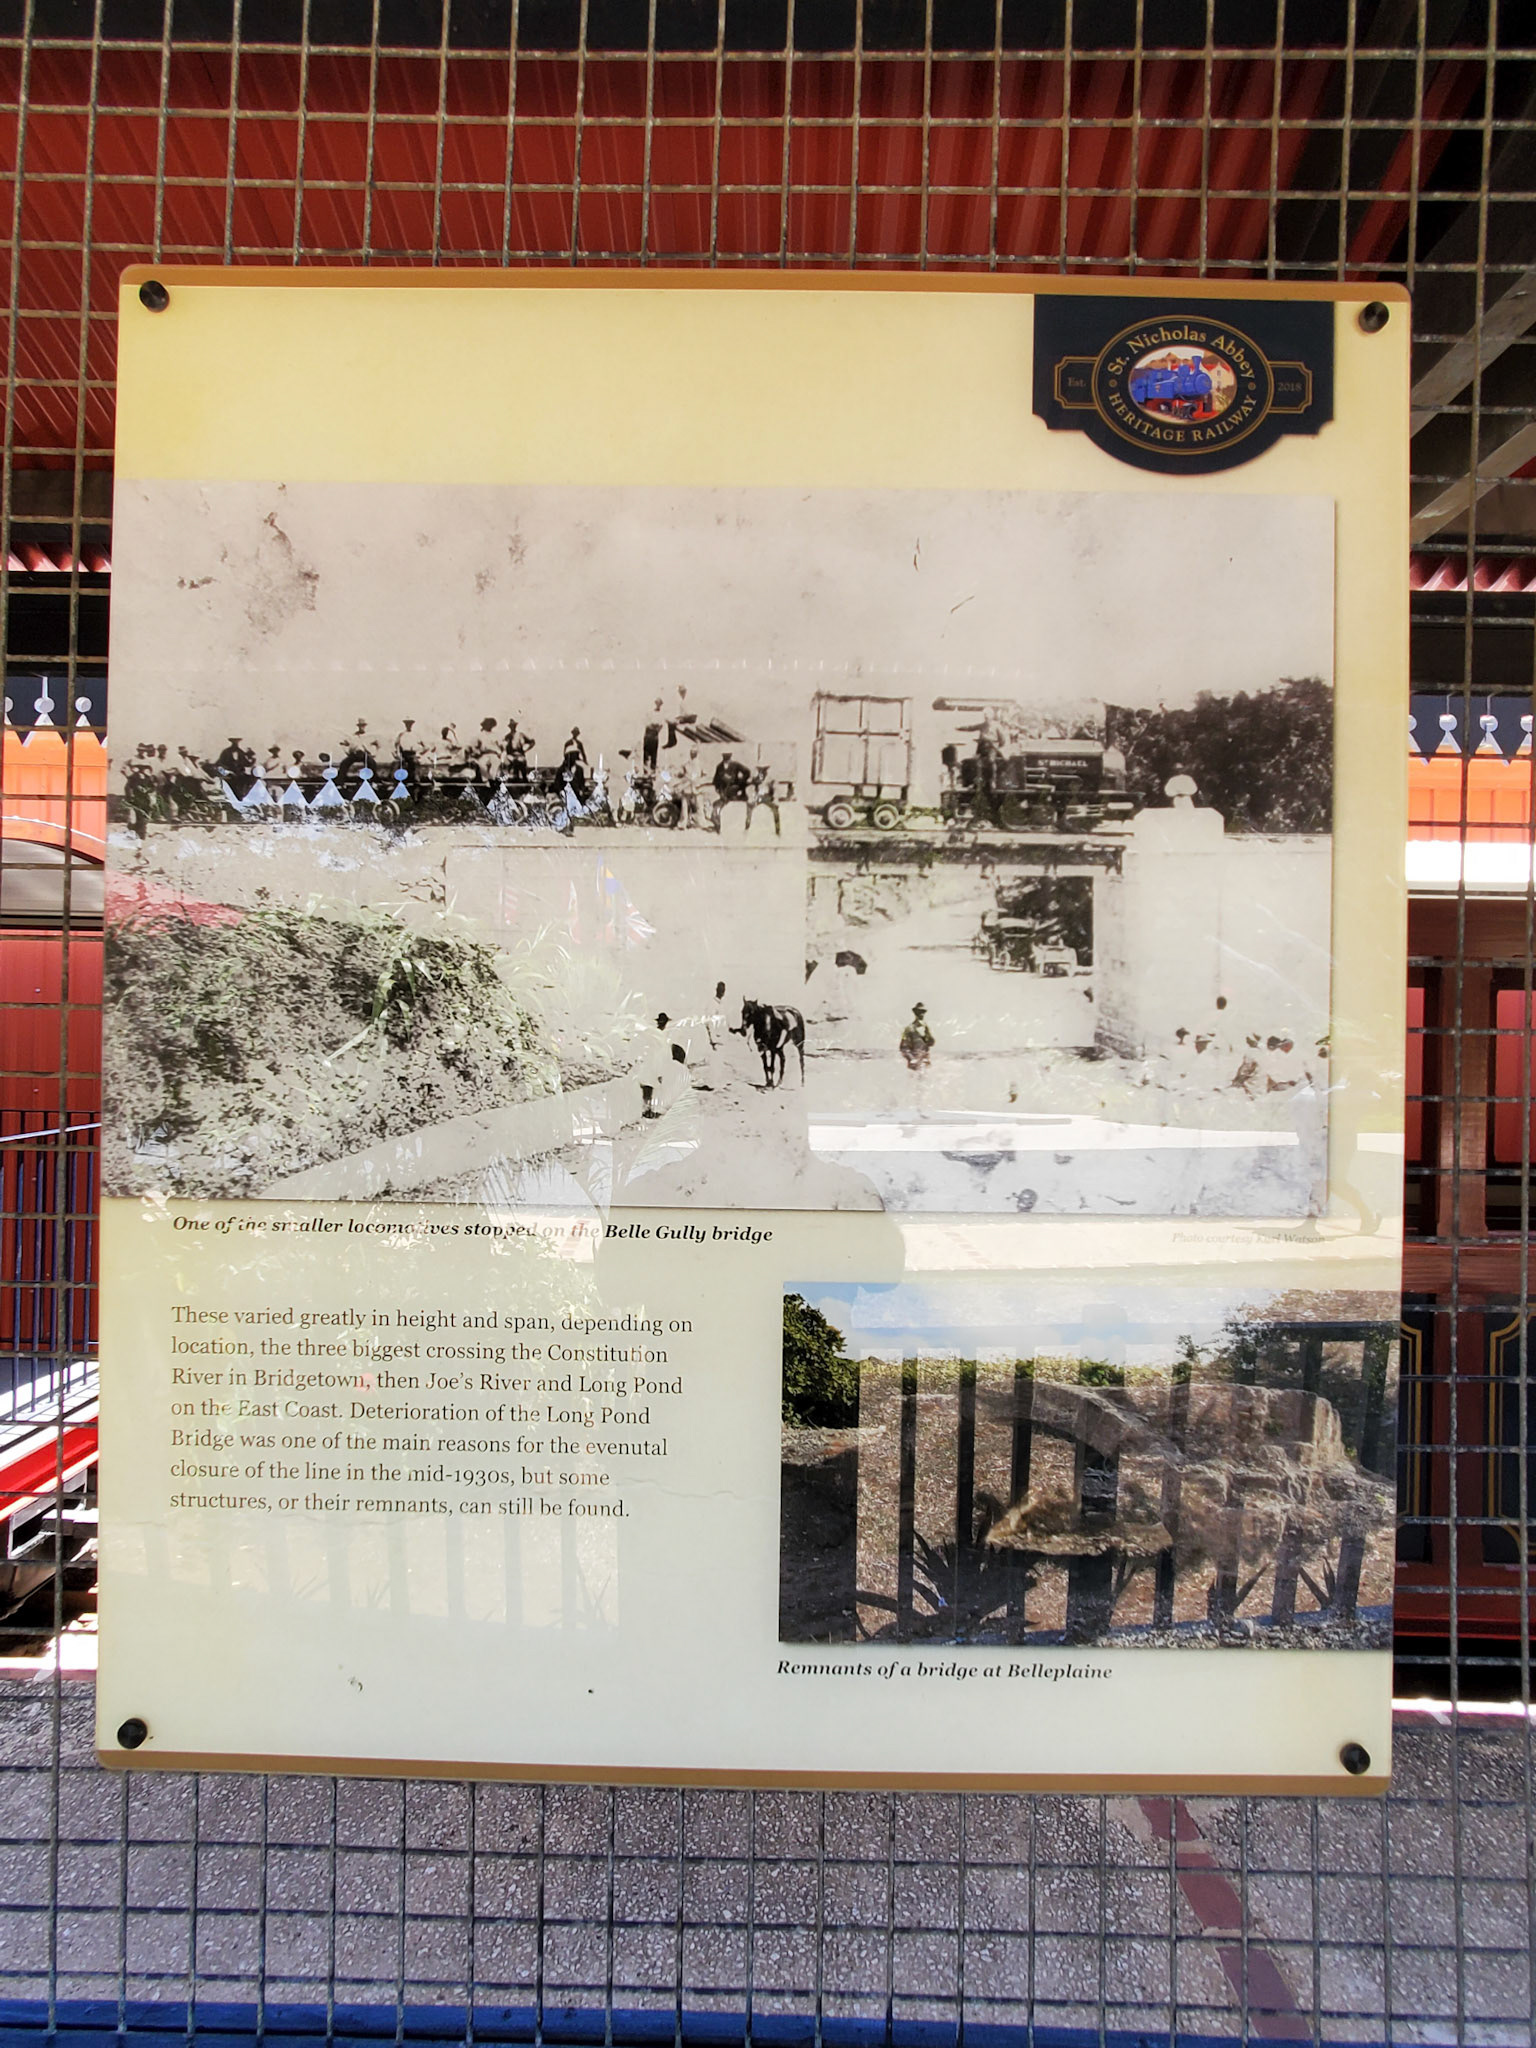 St. Nicholas Abbey
Est. 2018
HERITAGE RAILWAY
ST MICHAEL
One of the smaller locomotives stopped on the Belle Gully bridge
Photo courtesy Karl Watson
These varied greatly in height and span, depending on
location, the three biggest crossing the Constitution
River in Bridgetown, then Joe's River and Long Pond
on the East Coast. Deterioration of the Long Pond
Bridge was one of the main reasons for the evenutal
closure of the line in the mid-1930s, but some
structures, or their remnants, can still be found.
Remnants of a bridge at Belleplaine